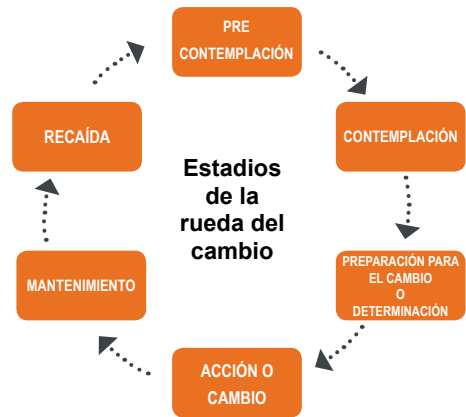 PRE
CONTEMPLACIÓN
CONTEMPLACIÓN
PREPARACIÓN PARA
EL CAMBIO
O
DETERMINACIÓN
ACCIÓN O
CAMBIO
MANTENIMIENTO
RECAÍDA
Estadios
de la
rueda del
cambio